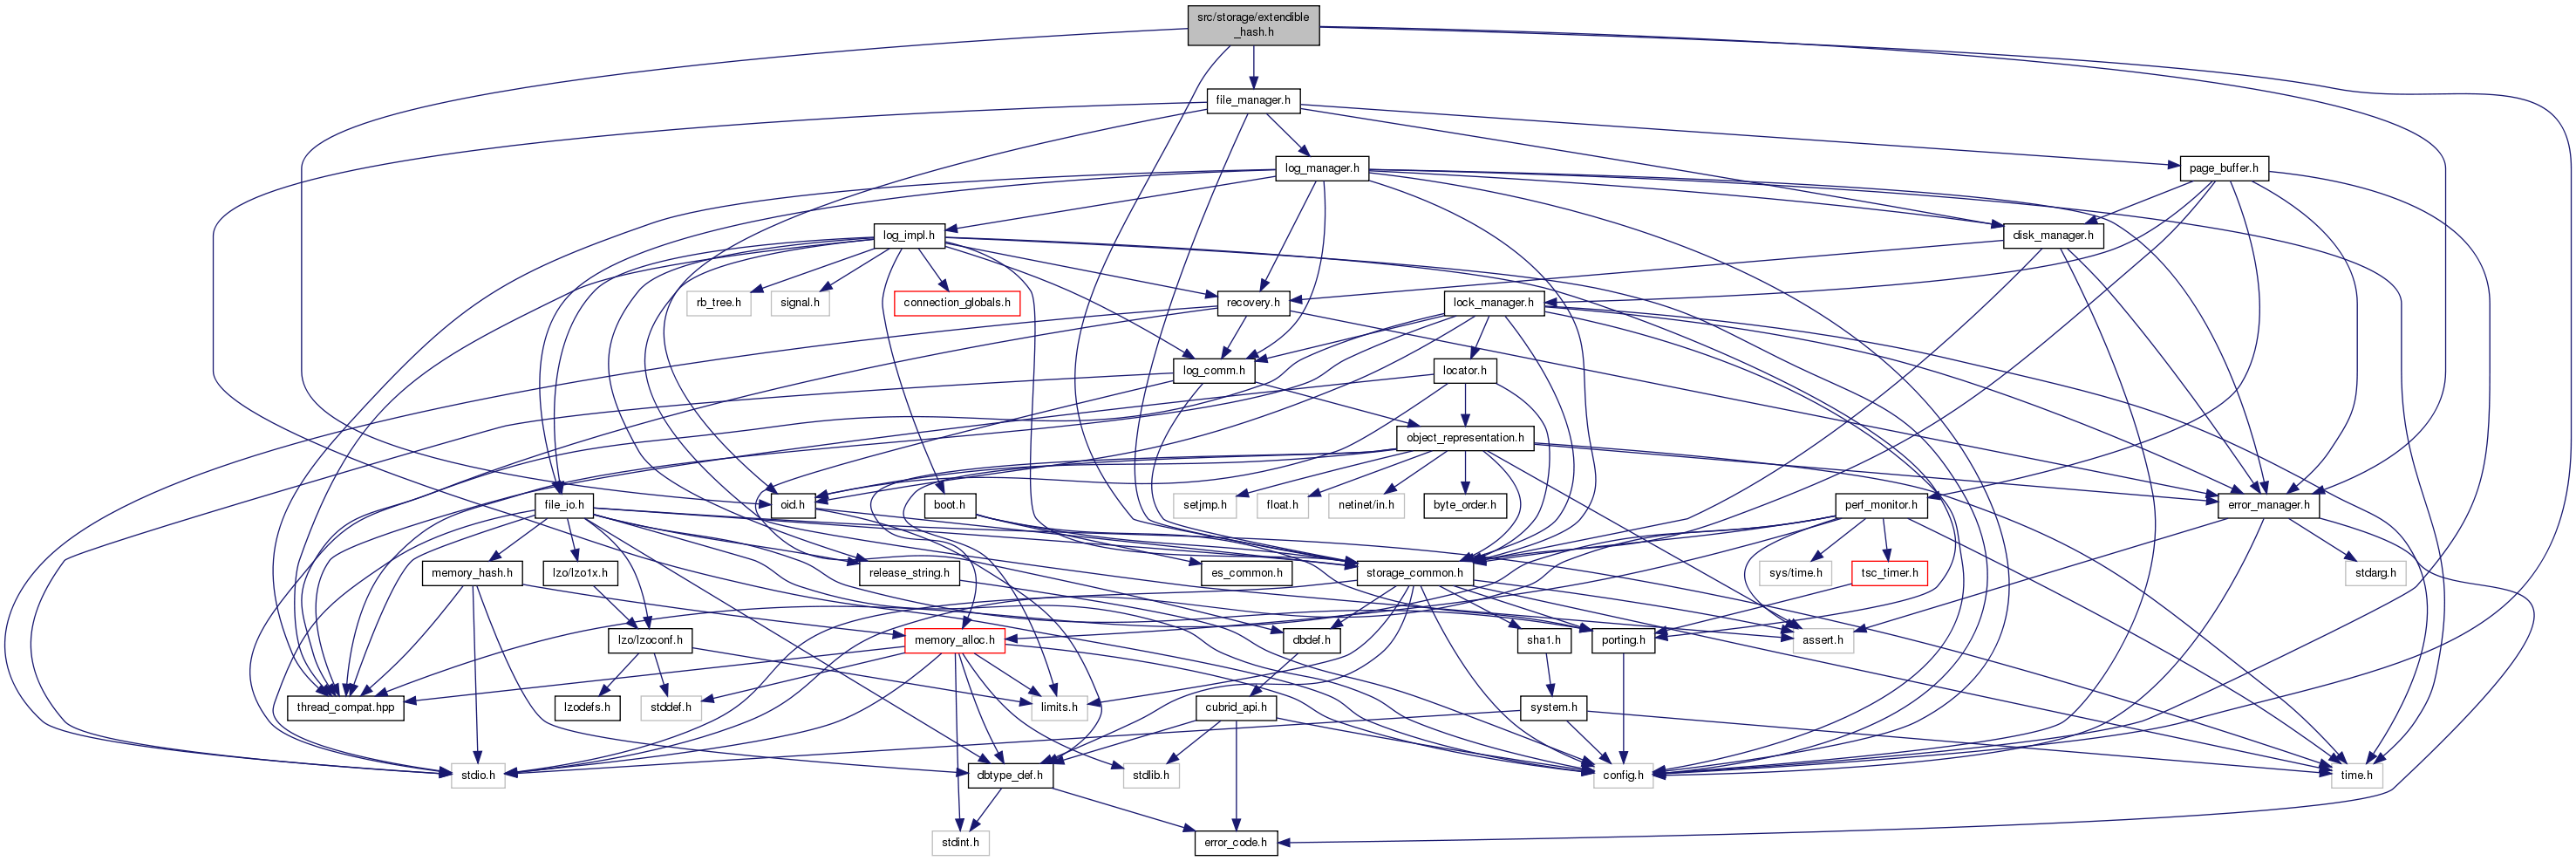 src/storage/extendible
_hash.h
file_manager.h
log_manager.h
page_buffer.h
log_impl.h
disk_manager.h
rb_tree.h
signal.h
connection_globals.h
recovery.h
lock_manager.h
log_comm.h
locator.h
object_representation.h
file_io.h
oid.h
boot.h
setjmp.h
float.h
netinet/in.h
byte_order.h
perf_monitor.h
error_manager.h
memory_hash.h
lzo/lzo1x.h
release_string.h
es_common.h
storage_common.h
sys/time.h
tsc_timer.h
stdarg.h
lzo/lzoconf.h
memory_alloc.h
dbdef.h
sha1.h
porting.h
assert.h
thread_compat.hpp
lzodefs.h
stddef.h
limits.h
cubrid_api.h
system.h
stdio.h
dbtype_def.h
stdlib.h
config.h
time.h
stdint.h
error_code.h